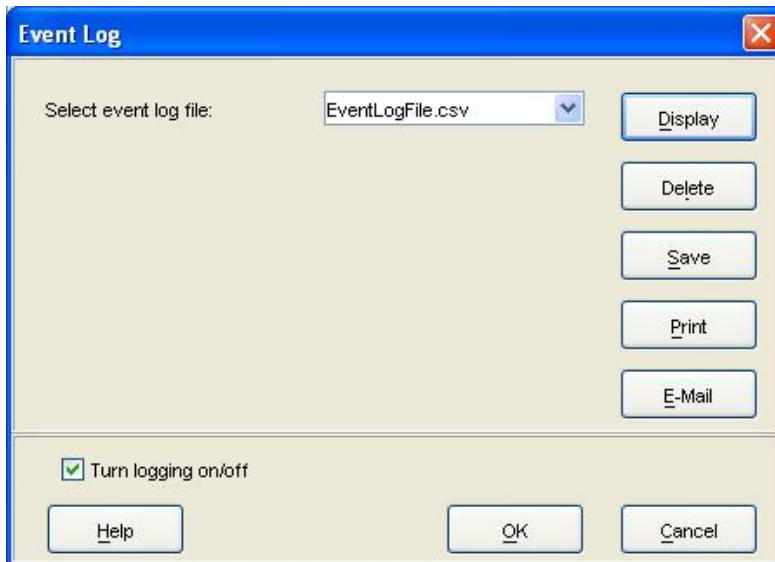 Event Log
Select event log file: EventLogFile.csv
Display
Delete
Save
Print
E-Mail
Turn logging on/off
Help OK Cancel